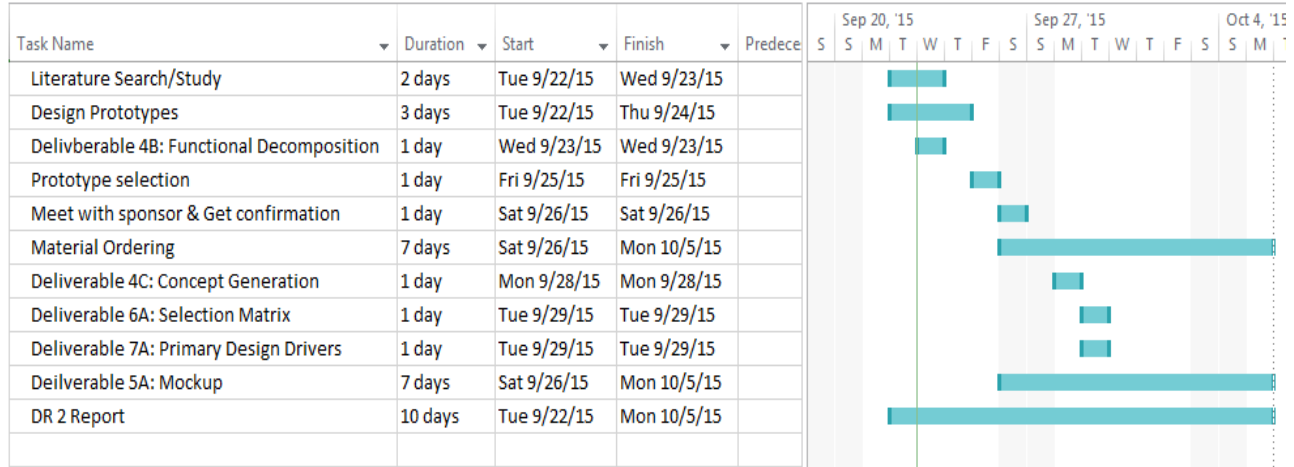 Sep 20, '15 Sep 27, '15 Oct 4, '15
Task Name Duration Start Finish Predece S S M T W T F S S M T W T F S S M
Literature Search/Study 2 days Tue 9/22/15 Wed 9/23/15
Design Prototypes 3 days Tue 9/22/15 Thu 9/24/15
Delivberable 4B: Functional Decomposition 1 day Wed 9/23/15 Wed 9/23/15
Prototype selection 1 day Fri 9/25/15 Fri 9/25/15
Meet with sponsor & Get confirmation 1 day Sat 9/26/15 Sat 9/26/15
Material Ordering 7 days Sat 9/26/15 Mon 10/5/15
Deliverable 4C: Concept Generation 1 day Mon 9/28/15 Mon 9/28/15
Deliverable 6A: Selection Matrix 1 day Tue 9/29/15 Tue 9/29/15
Deliverable 7A: Primary Design Drivers 1 day Tue 9/29/15 Tue 9/29/15
Deilverable 5A: Mockup 7 days Sat 9/26/15 Mon 10/5/15
DR 2 Report 10 days Tue 9/22/15 Mon 10/5/15